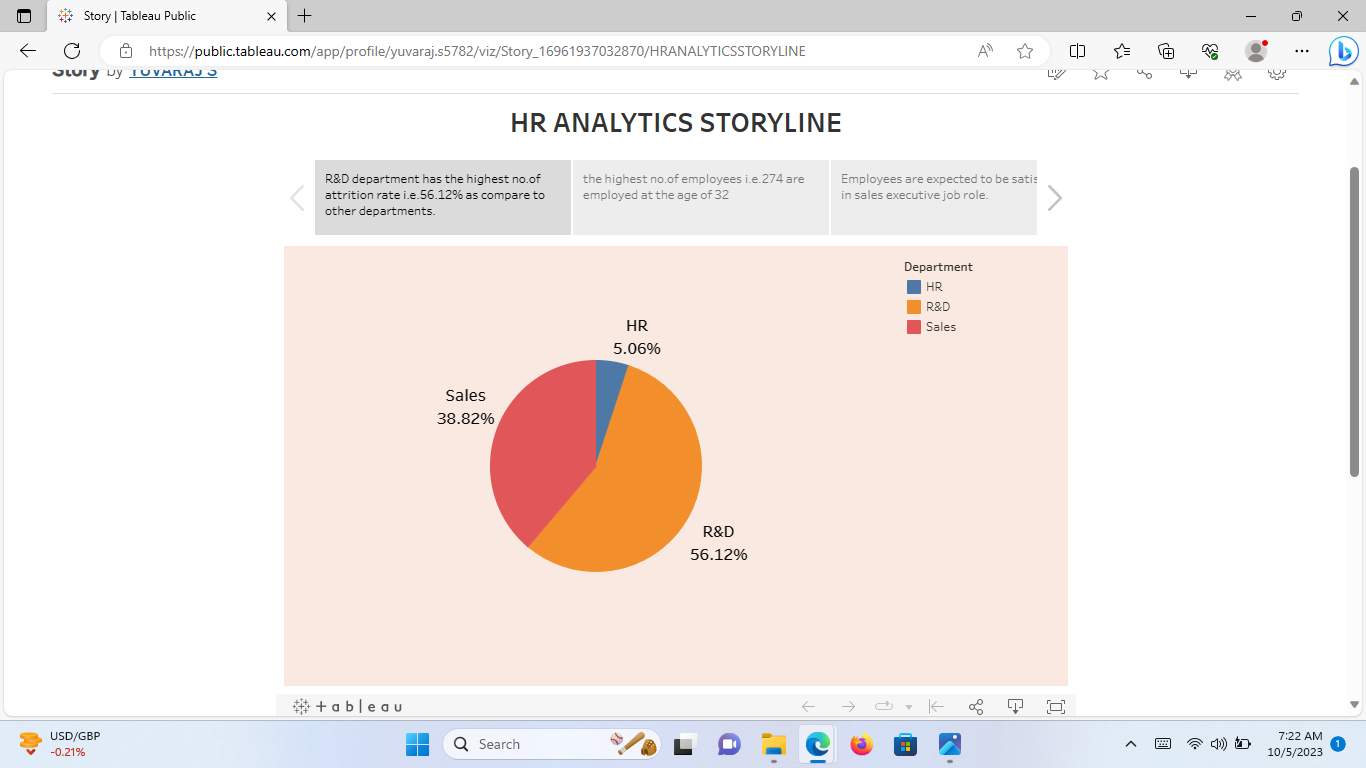 Story | Tableau Public
https://public.tableau.com/app/profile/yuvaraj.s5782/viz/Story_16961937032870/HRANALYTICSSTORYLINE
Story by YUVARAJ S
HR ANALYTICS STORYLINE
R&D department has the highest no.of
attrition rate i.e.56.12% as compare to
other departments.
the highest no.of employees i.e.274 are
employed at the age of 32
Employees are expected to be satis
in sales executive job role.
Department
HR
R&D
Sales
HR
5.06%
Sales
38.82%
R&D
56.12%
+ a b | e a u
USD/GBP
-0.21%
Search
7:22 AM
10/5/2023
1